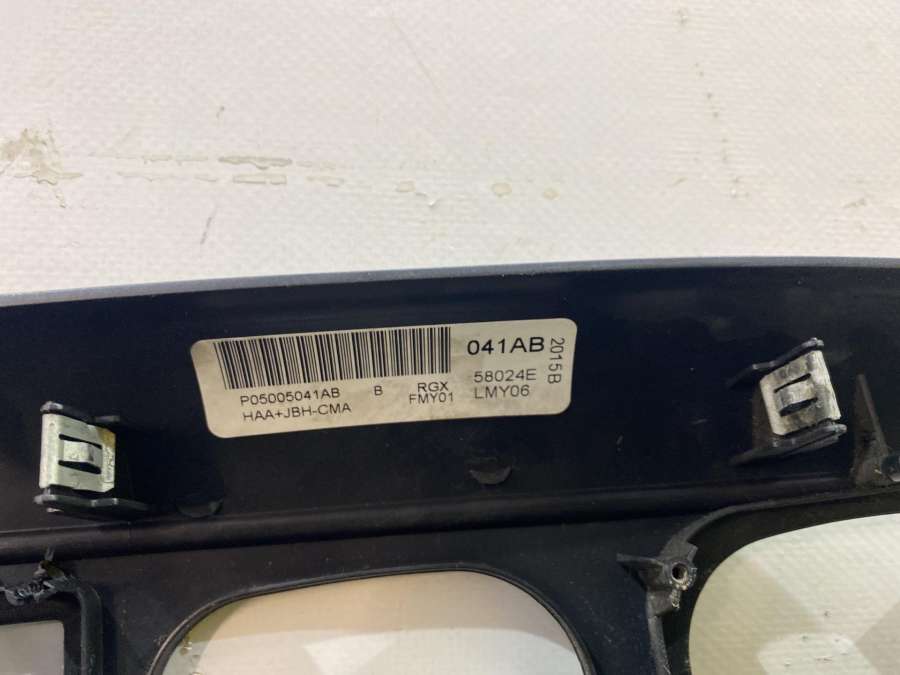 041AB
P05005041AB B RGX 58024E
HAA+JBH-CMA FMY01 LMY06
2015B